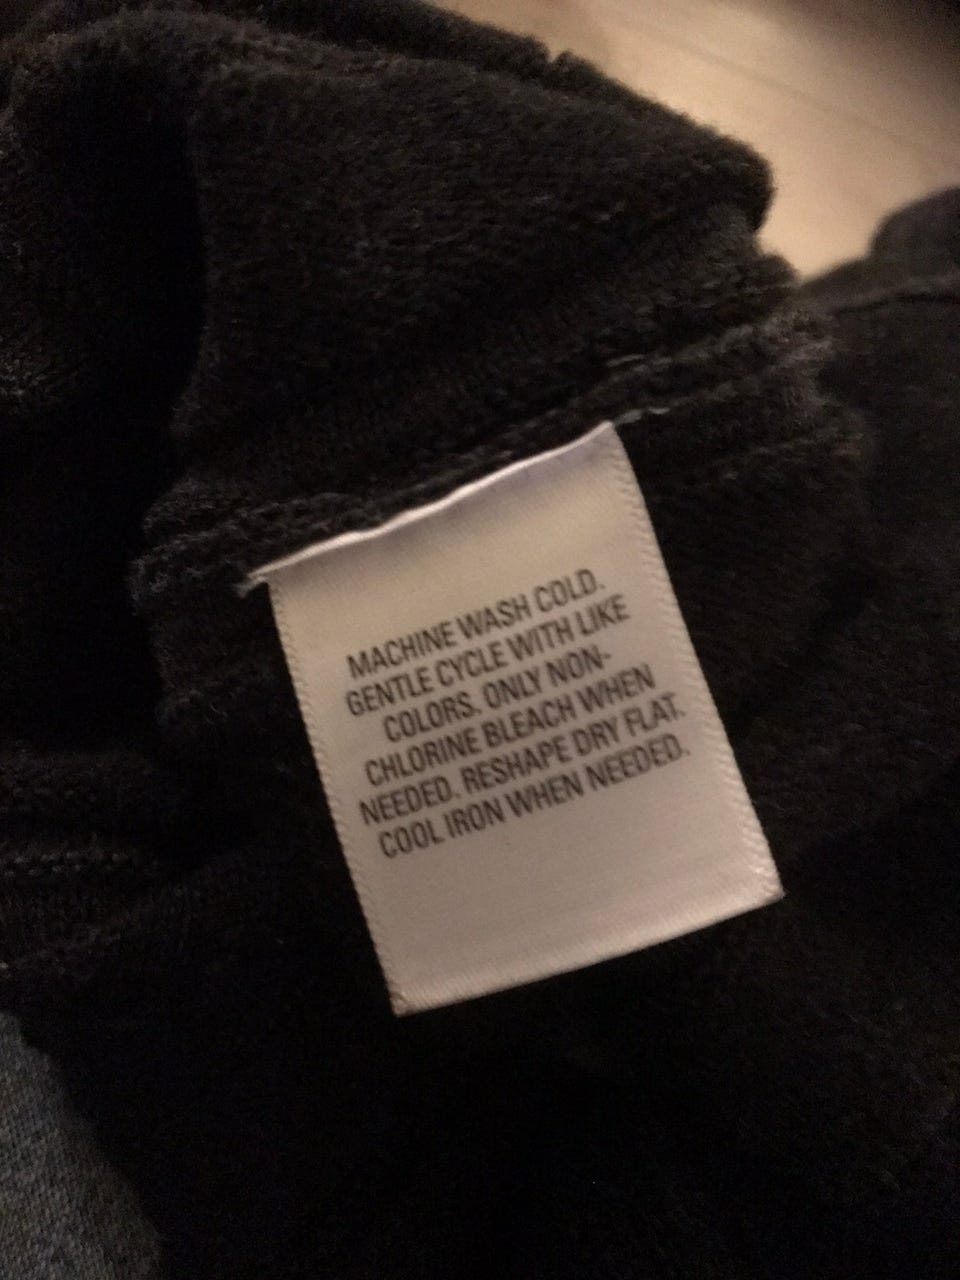 MACHINE WASH COLD.
GENTLE CYCLE WITH LIKE
COLORS. ONLY NON-
CHLORINE BLEACH WHEN
NEEDED. RESHAPE DRY FLAT.
COOL IRON WHEN NEEDED.